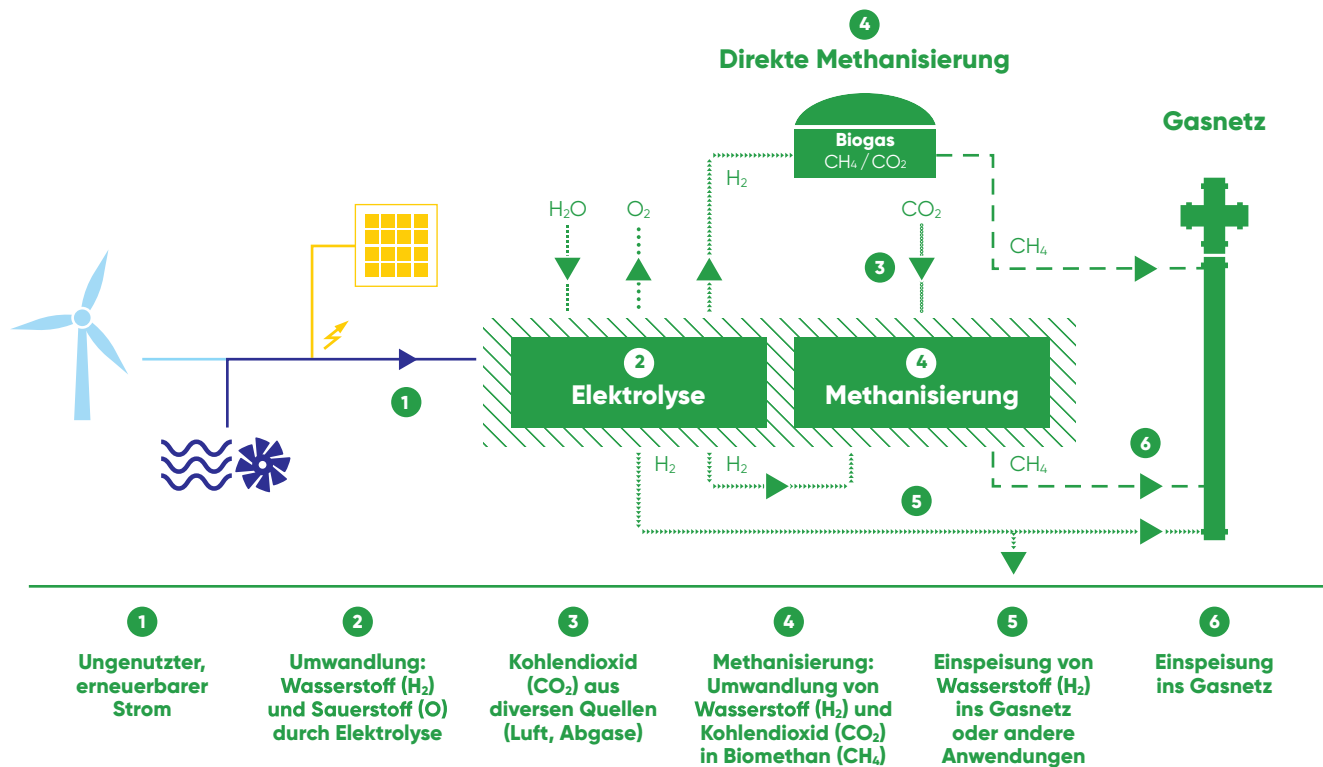 4
Direkte Methanisierung
Gasnetz
Biogas
CH₄ / CO₂
H₂
H₂O
O₂
CO₂
CH₄
3
2
Elektrolyse
4
Methanisierung
1
H₂
H₂
CH₄
6
5
1
Ungenutzter,
erneuerbarer
Strom
2
Umwandlung:
Wasserstoff (H₂)
und Sauerstoff (O)
durch Elektrolyse
3
Kohlendioxid
(CO₂) aus
diversen Quellen
(Luft, Abgase)
4
Methanisierung:
Umwandlung von
Wasserstoff (H₂) und
Kohlendioxid (CO₂)
in Biomethan (CH₄)
5
Einspeisung von
Wasserstoff (H₂)
ins Gasnetz
oder andere
Anwendungen
6
Einspeisung
ins Gasnetz